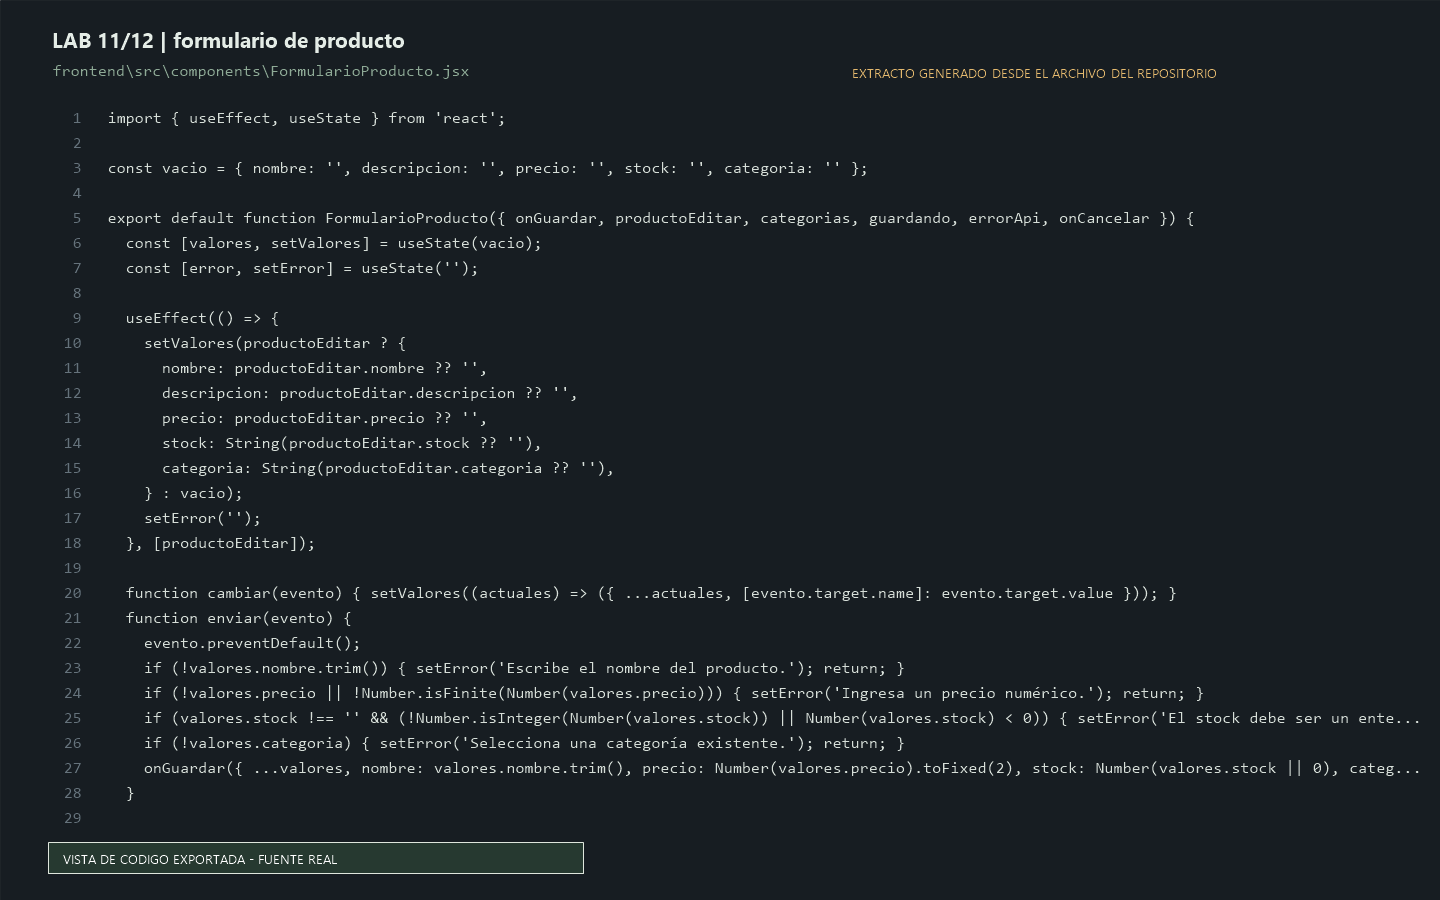 LAB 11/12 | formulario de producto
frontend\src\components\FormularioProducto.jsx
EXTRACTO GENERADO DESDE EL ARCHIVO DEL REPOSITORIO
1 import { useEffect, useState } from 'react';
2
3 const vacio = { nombre: '', descripcion: '', precio: '', stock: '', categoria: '' };
4
5 export default function FormularioProducto({ onGuardar, productoEditar, categorias, guardando, errorApi, onCancelar }) {
6   const [valores, setValores] = useState(vacio);
7   const [error, setError] = useState('');
8
9   useEffect(() => {
10     setValores(productoEditar ? {
11       nombre: productoEditar.nombre ?? '',
12       descripcion: productoEditar.descripcion ?? '',
13       precio: productoEditar.precio ?? '',
14       stock: String(productoEditar.stock ?? ''),
15       categoria: String(productoEditar.categoria ?? ''),
16     } : vacio);
17     setError('');
18   }, [productoEditar]);
19
20   function cambiar(evento) { setValores((actuales) => ({ ...actuales, [evento.target.name]: evento.target.value })); }
21   function enviar(evento) {
22     evento.preventDefault();
23     if (!valores.nombre.trim()) { setError('Escribe el nombre del producto.'); return; }
24     if (!valores.precio || !Number.isFinite(Number(valores.precio))) { setError('Ingresa un precio numérico.'); return; }
25     if (valores.stock !== '' && (!Number.isInteger(Number(valores.stock)) || Number(valores.stock) < 0)) { setError('El stock debe ser un ente...
26     if (!valores.categoria) { setError('Selecciona una categoría existente.'); return; }
27     onGuardar({ ...valores, nombre: valores.nombre.trim(), precio: Number(valores.precio).toFixed(2), stock: Number(valores.stock || 0), categ...
28   }
29
VISTA DE CODIGO EXPORTADA - FUENTE REAL